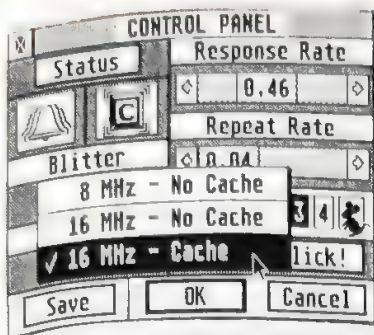 CONTROL PANEL
Status
Response Rate
0.46
Repeat Rate
C
Blitter
0.04
8 MHz - No Cache
16 MHz - No Cache
✓ 16 MHz - Cache
3 4
lick!
Save
OK
Cancel